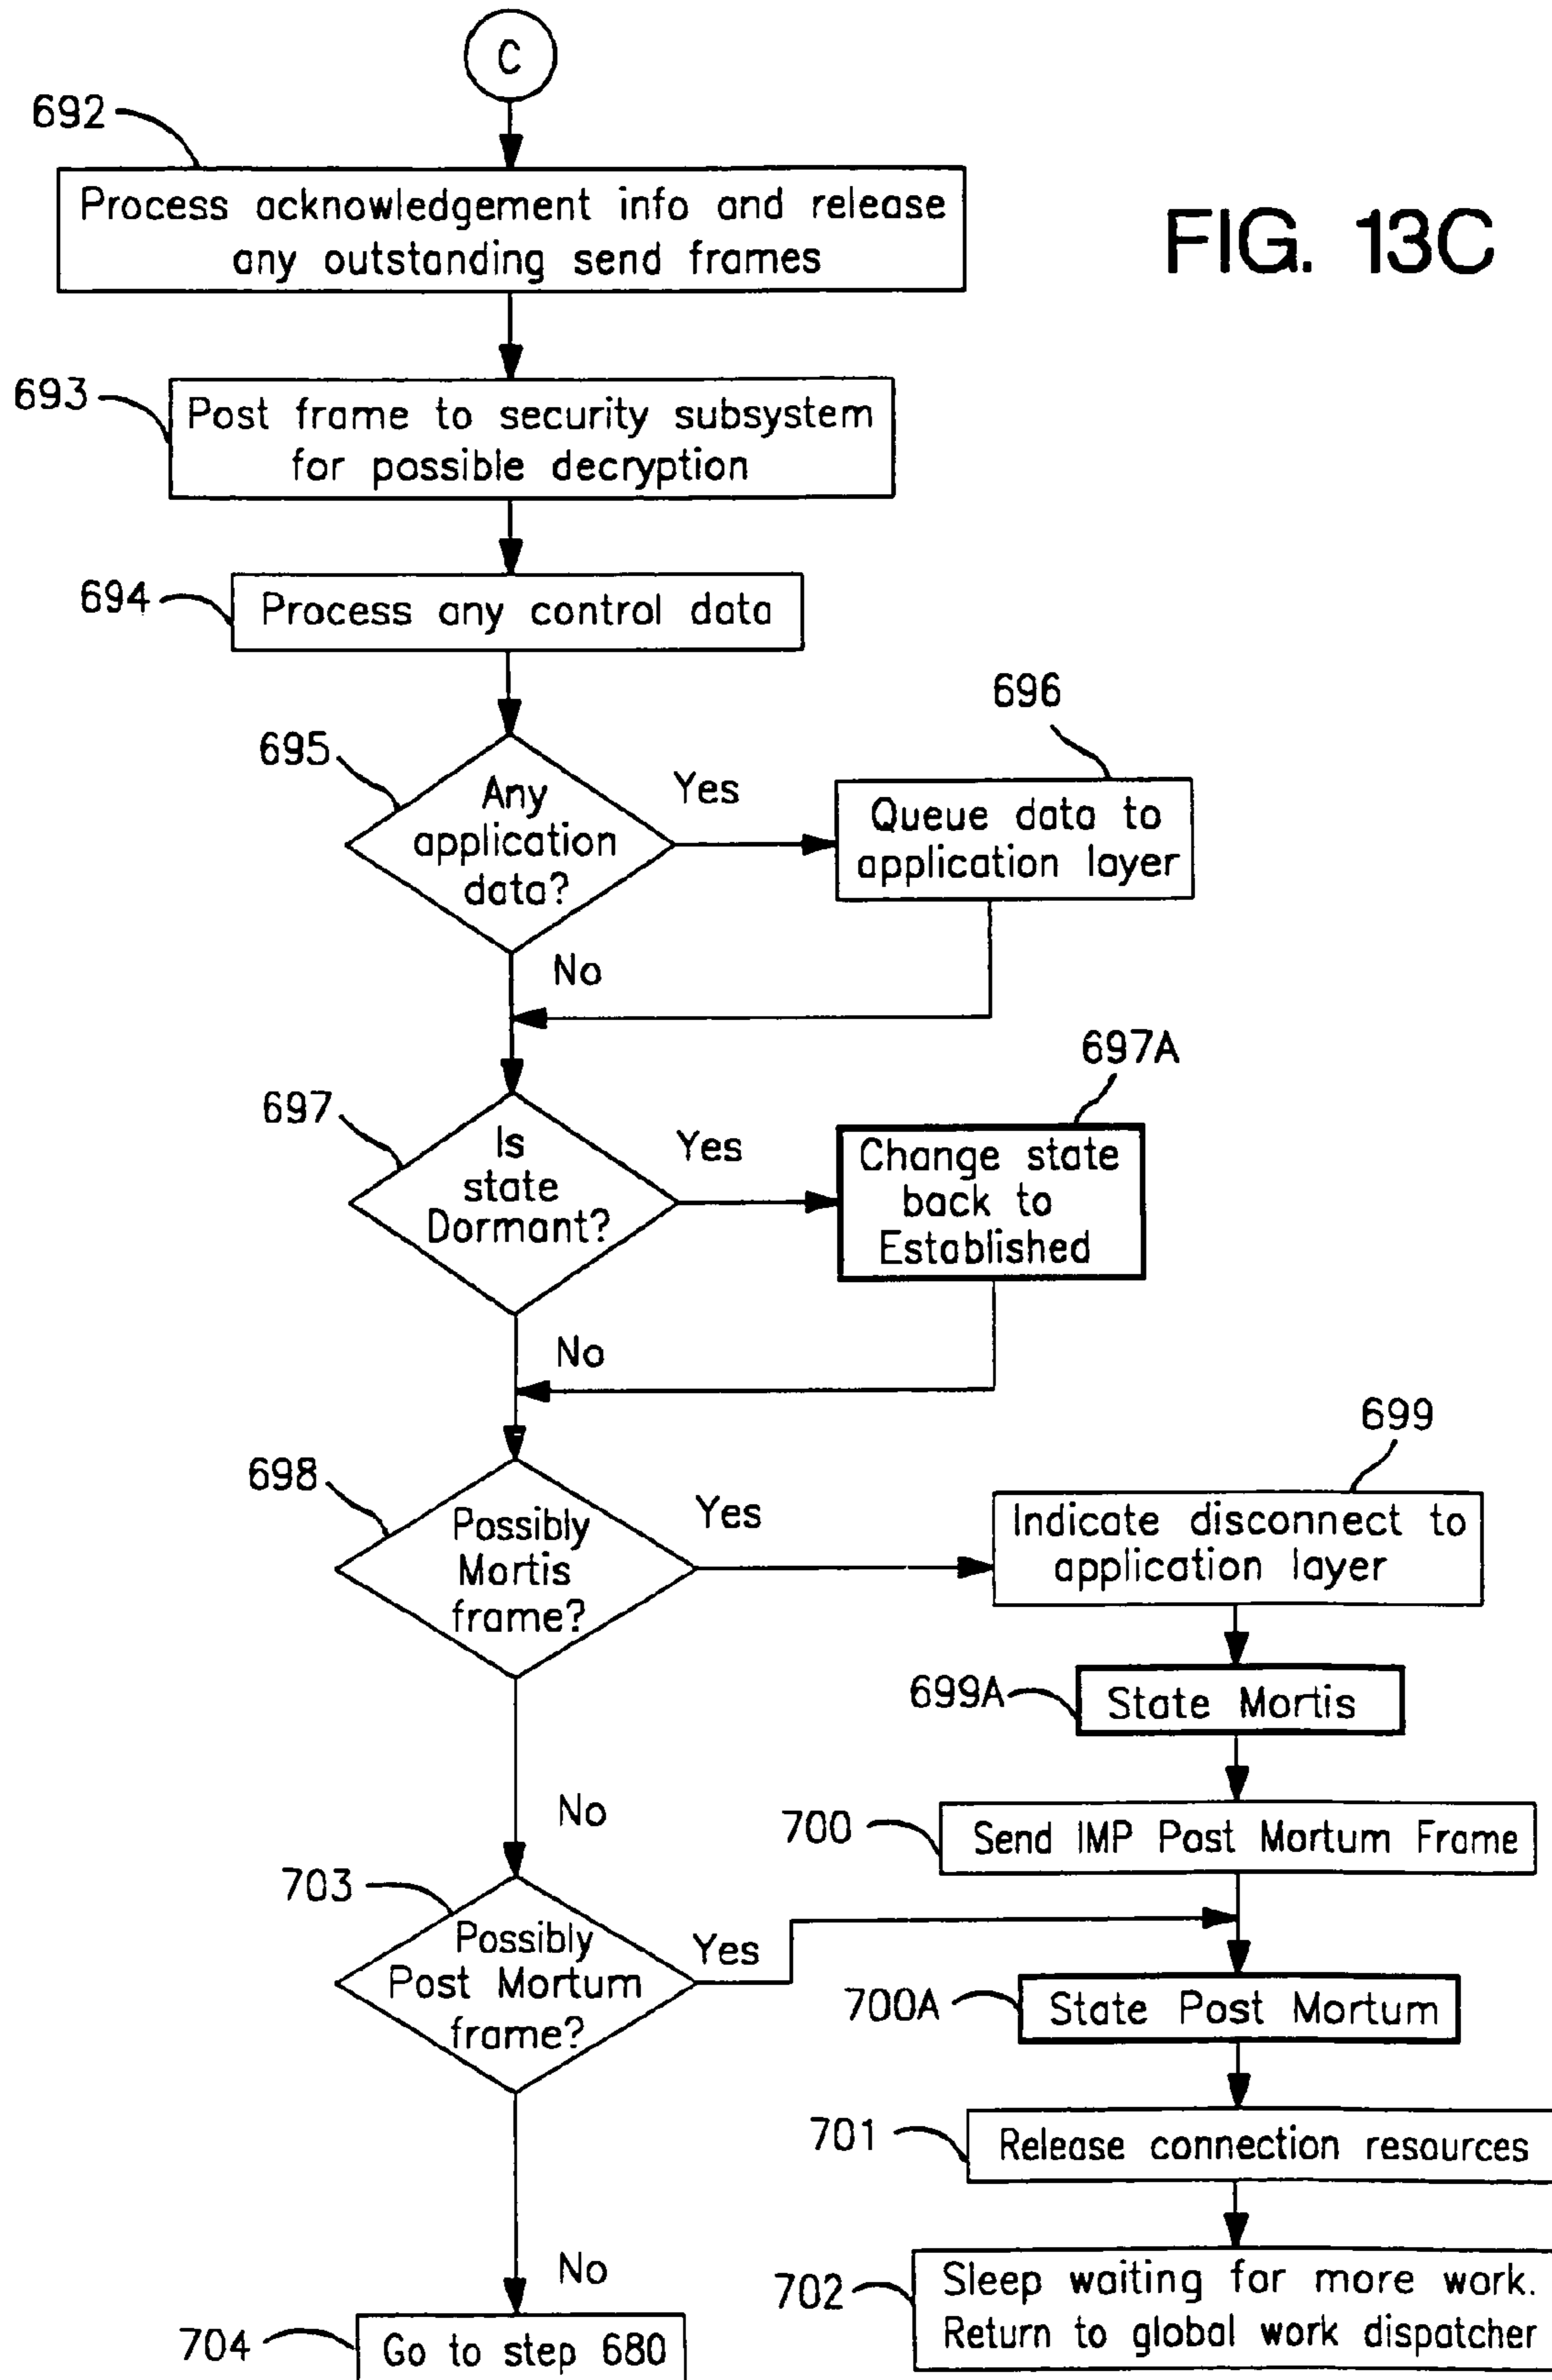 C
692
Process acknowledgement info and release
any outstanding send frames
FIG. 13C
693
Post frame to security subsystem
for possible decryption
694
Process any control data
695
Any
application
data?
Yes
696
Queue data to
application layer
No
697
Is
state
Dormant?
Yes
697A
Change state
back to
Established
No
698
Possibly
Mortis
frame?
Yes
699
Indicate disconnect to
application layer
699A
State Mortis
No
700
Send IMP Post Mortum Frame
703
Possibly
Post Mortum
frame?
Yes
700A
State Post Mortum
701
Release connection resources
No
702
Sleep waiting for more work.
Return to global work dispatcher
704
Go to step 680